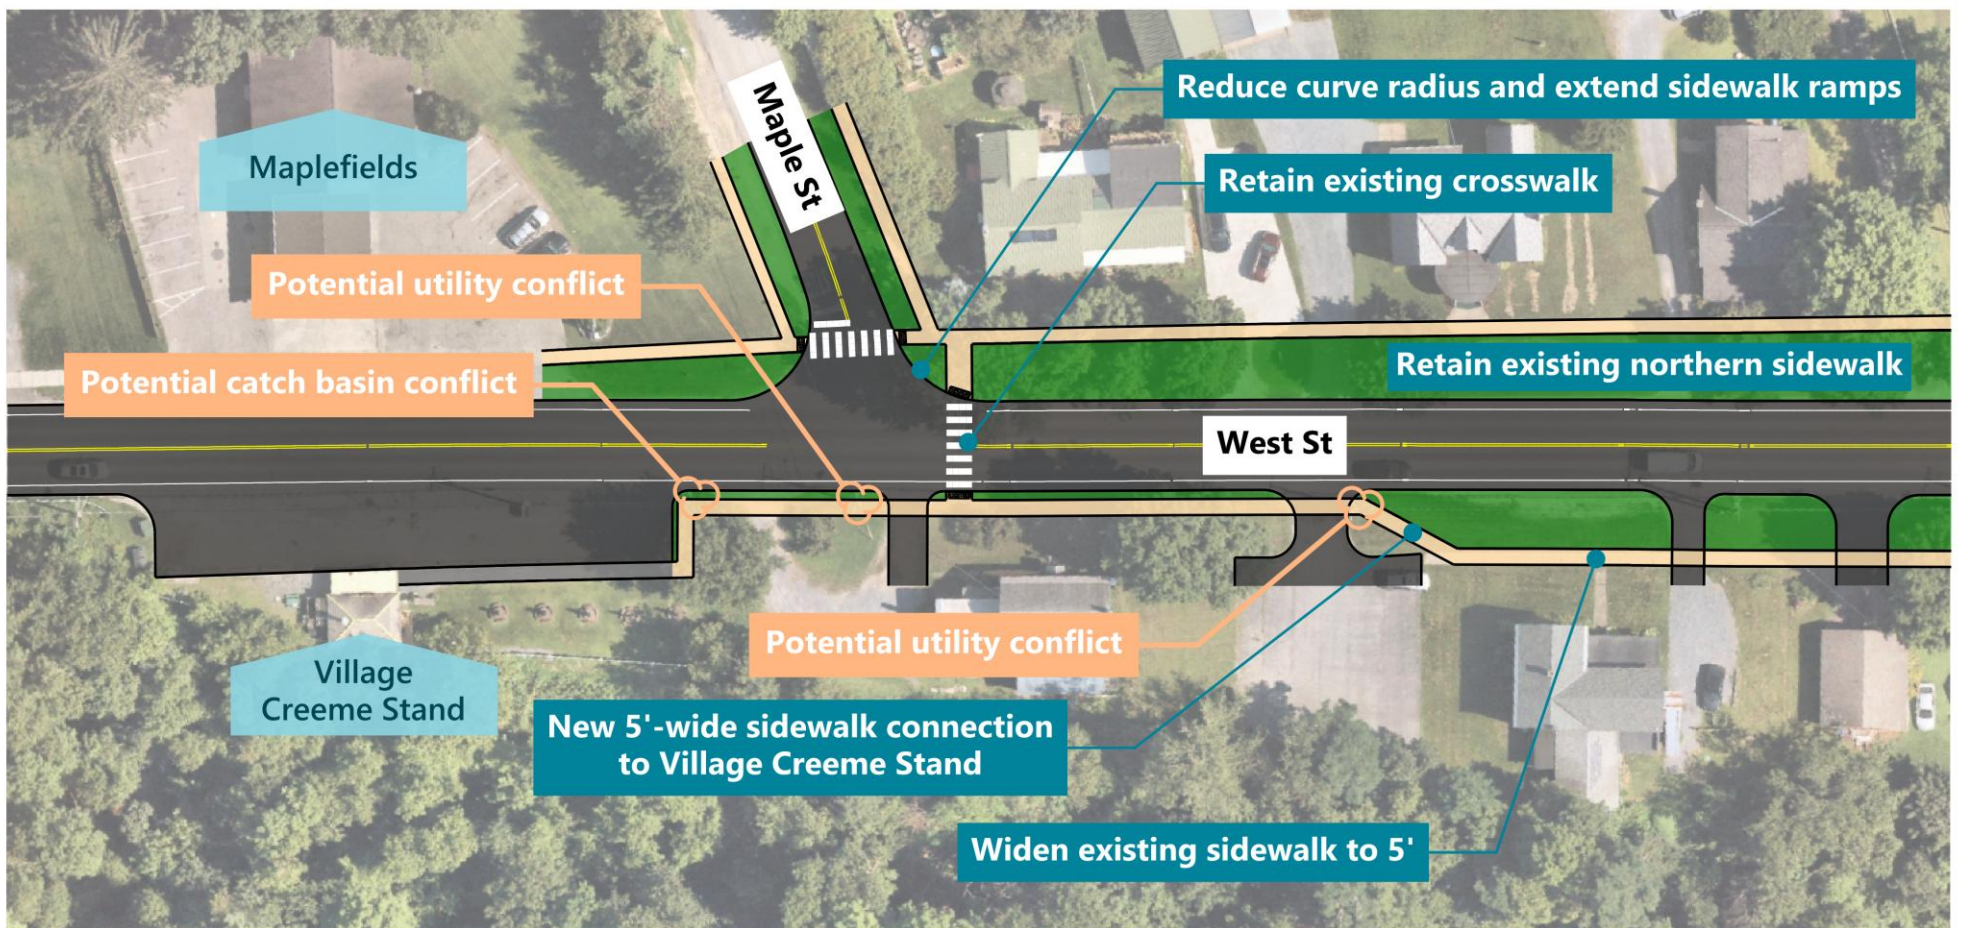 Reduce curve radius and extend sidewalk ramps
Maple St
Maplefields
Retain existing crosswalk
Potential utility conflict
Potential catch basin conflict
Retain existing northern sidewalk
West St
Potential utility conflict
Village
Creeme Stand
New 5'-wide sidewalk connection
to Village Creeme Stand
Widen existing sidewalk to 5'